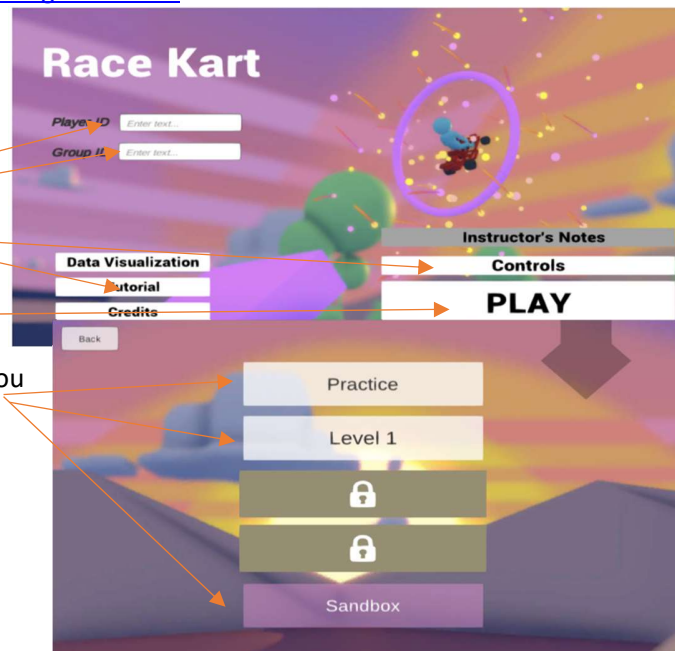 Race Kart
Player ID Enter text...
Group ID Enter text...
Instructor's Notes
Data Visualization
Controls
Tutorial
PLAY
Credits
Back
ou
Practice
Level 1
Sandbox